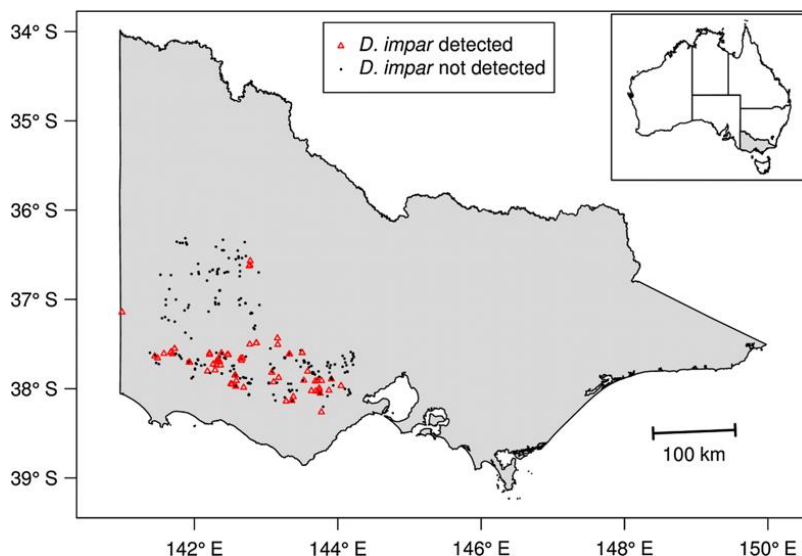 34° S
35° S
36° S
37° S
38° S
39° S
D. impar detected
D. impar not detected
100 km
142° E
144° E
146° E
148° E
150° E